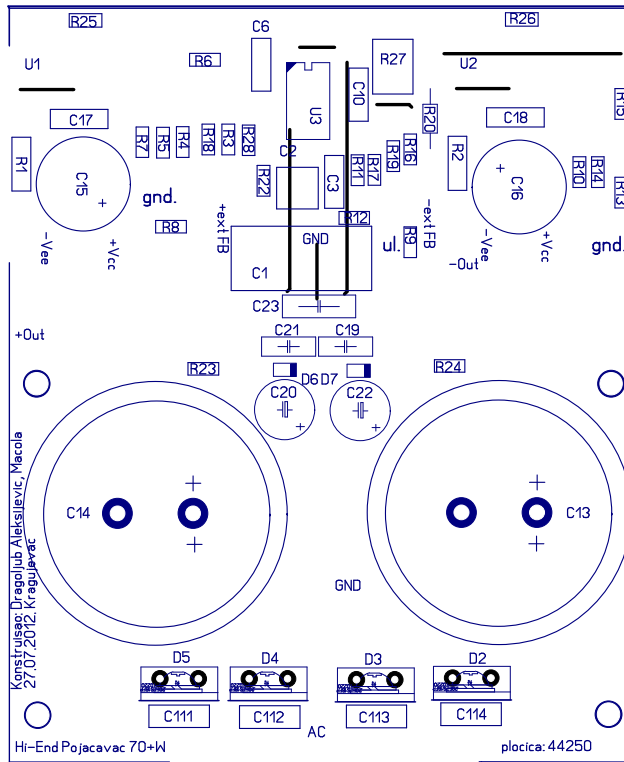 R25
R26
C6
U1
R6
R27
U2
C10
U3
R15
C17
C18
R20
R7
R5
R4
R18
R3
R28
C2
R16
R19
R2
R1
C15
R22
C3
R11
R17
C16
R10
R14
R13
gnd.
+ext FB
R12
-ext FB
R8
GND
R9
ul.
gnd.
-Vee
+Vcc
-Vee
+Vcc
C1
-Out
C23
+Out
C21
C19
R23
D6
D7
R24
C20
C22
C14
C13
Konstruisao: Dragoljub Aleksijevic, Macola
27.07.2012. Kragujevac
GND
D5
D4
D3
D2
C111
C112
C113
C114
AC
Hi-End Pojacavac 70+W
plocica: 44250